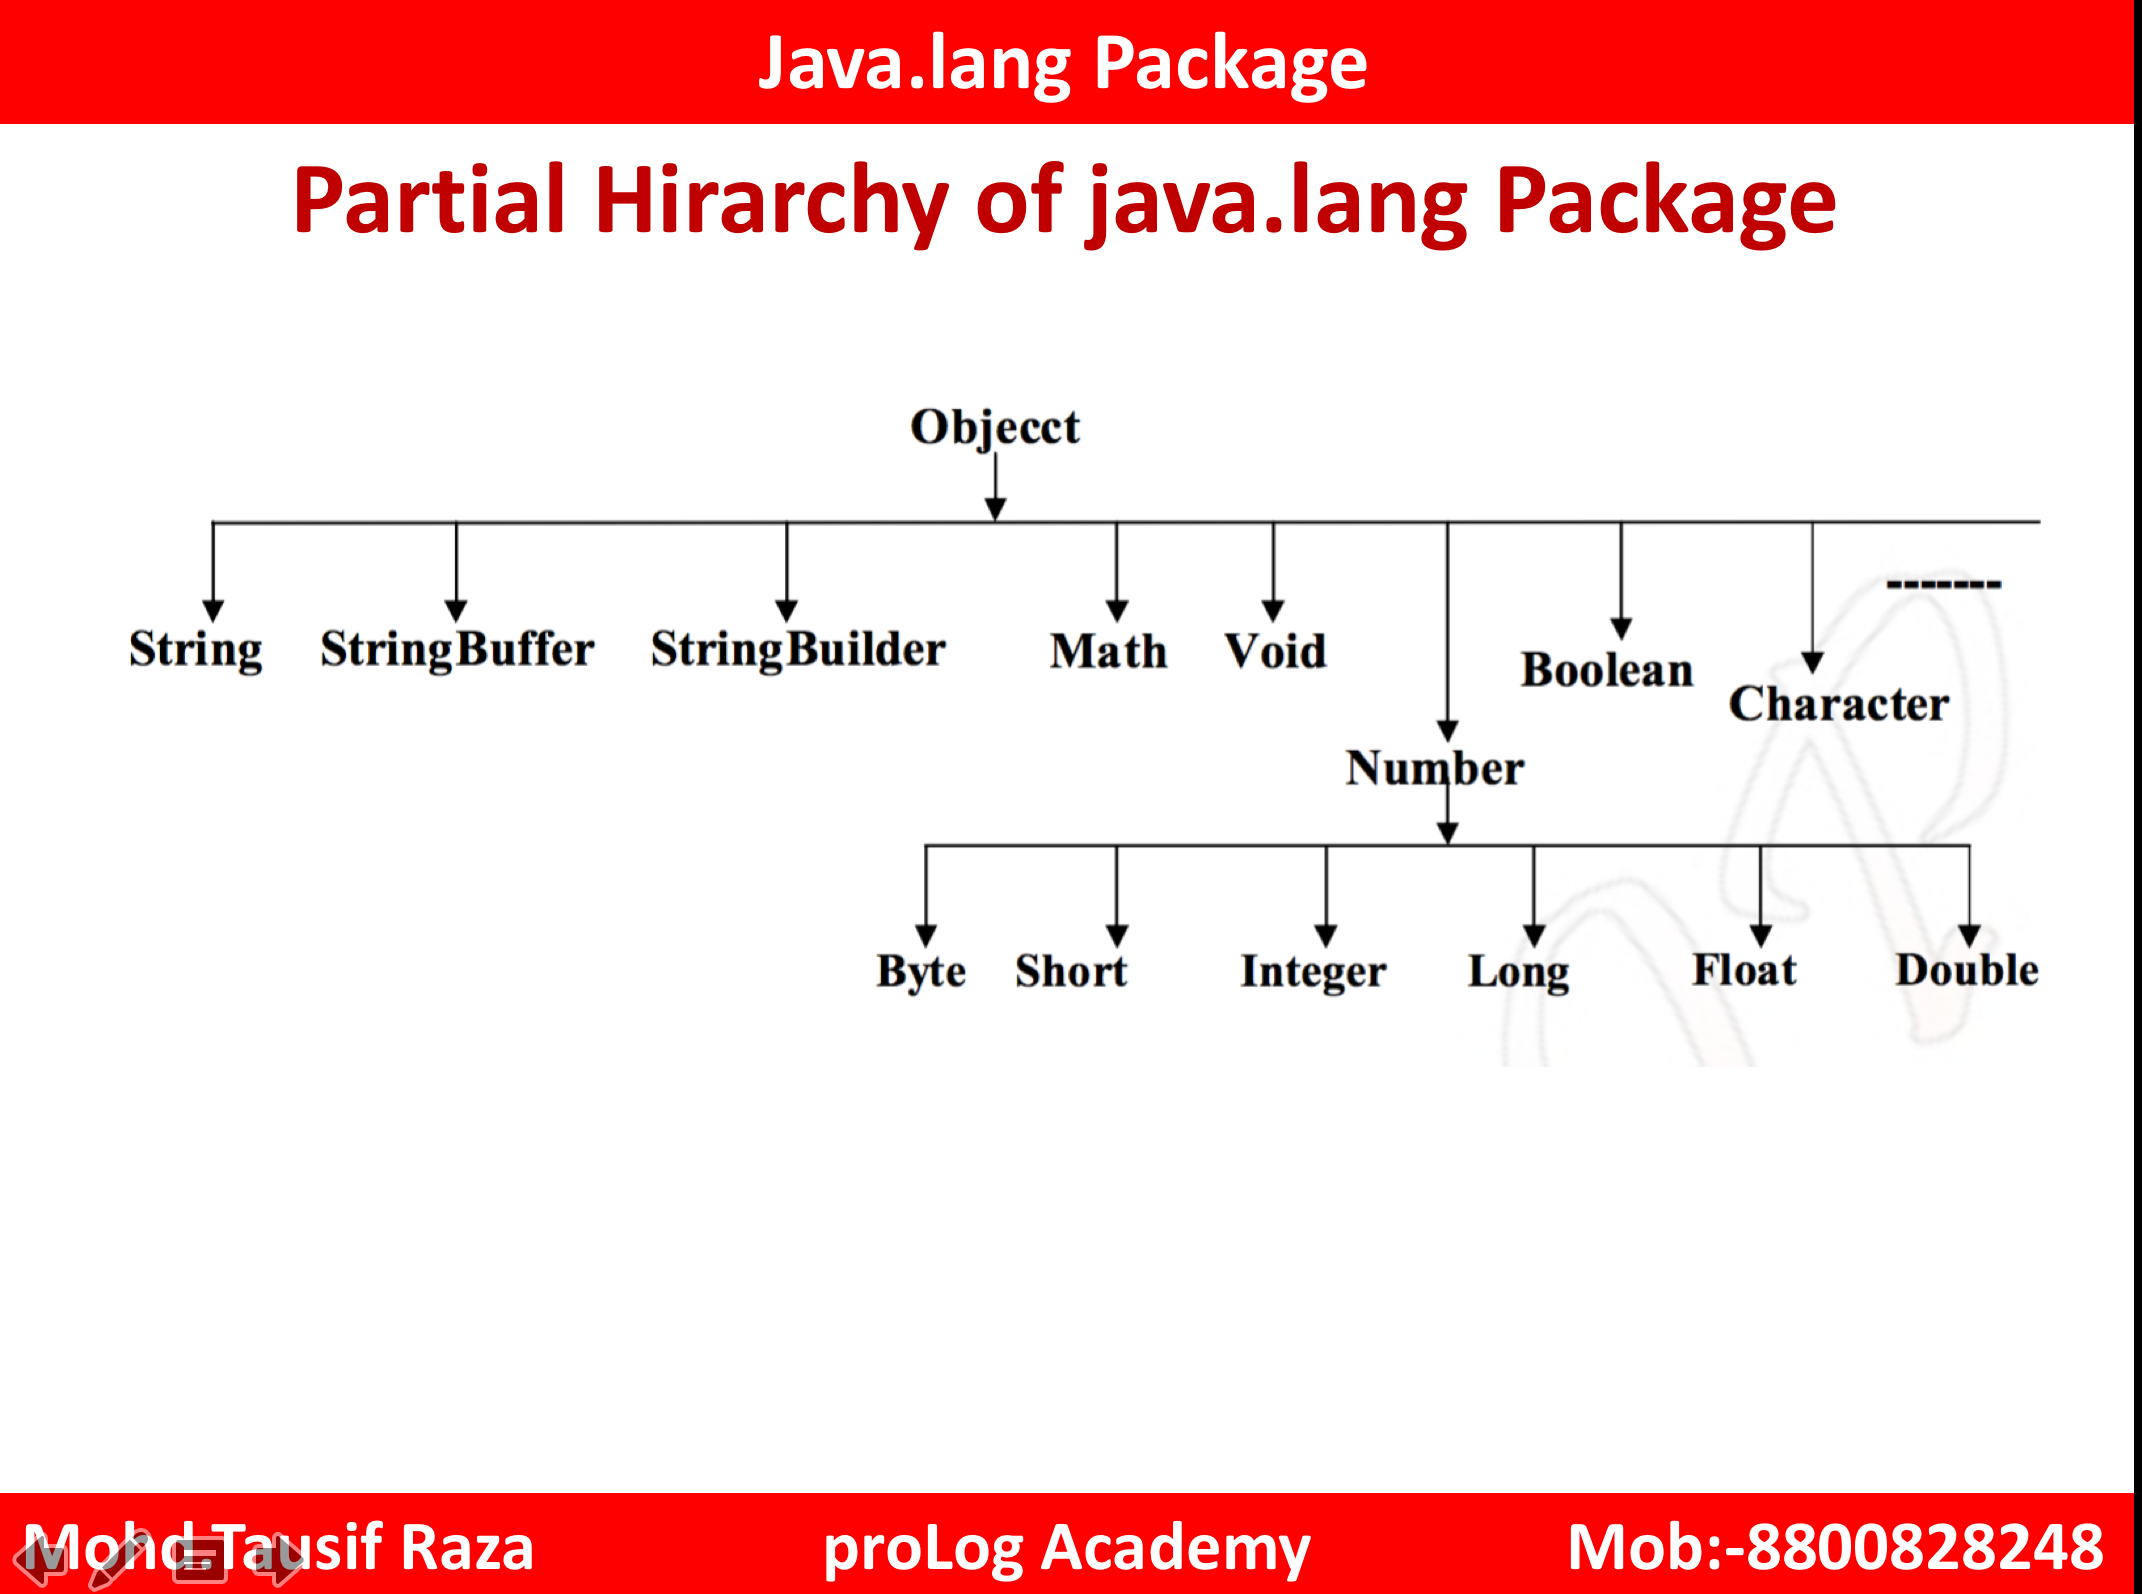 Java.lang Package
Partial Hirarchy of java.lang Package
Objecct
-------
String StringBuffer StringBuilder Math Void Boolean Character
Number
Byte Short Integer Long Float Double
Mohd.Tausif Raza proLog Academy Mob:-8800828248